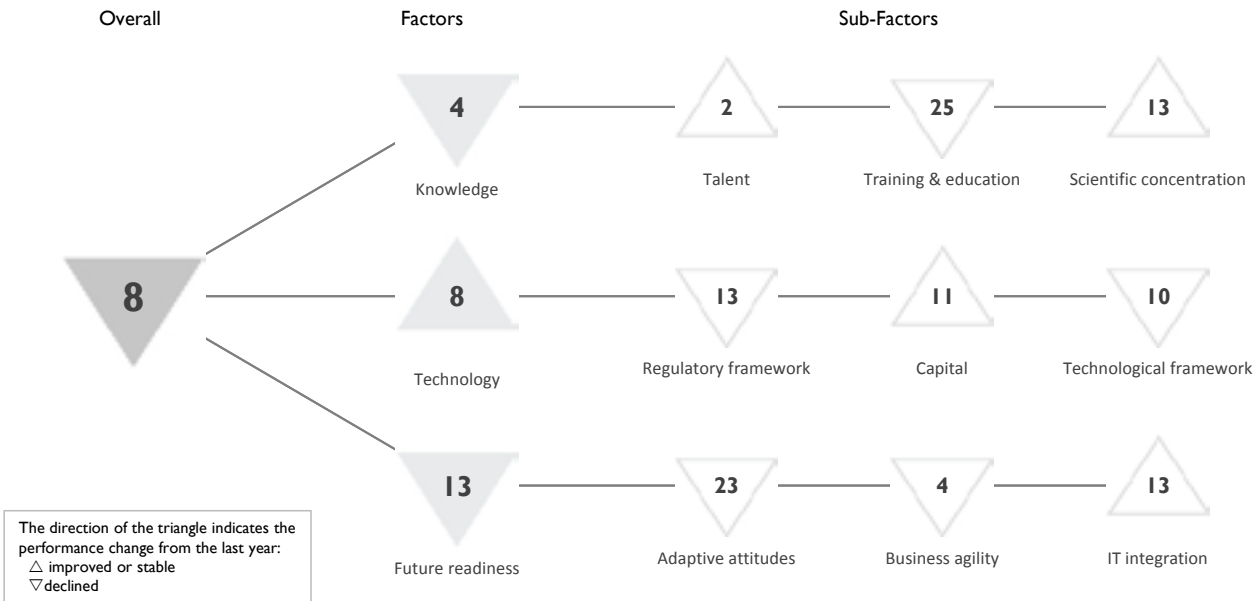 Overall Factors Sub-Factors
4 2 25 13
Knowledge Talent Training & education Scientific concentration
8 8 13 11 10
Technology Regulatory framework Capital Technological framework
13 23 4 13
Future readiness Adaptive attitudes Business agility IT integration
The direction of the triangle indicates the
performance change from the last year:
△ improved or stable
▽ declined